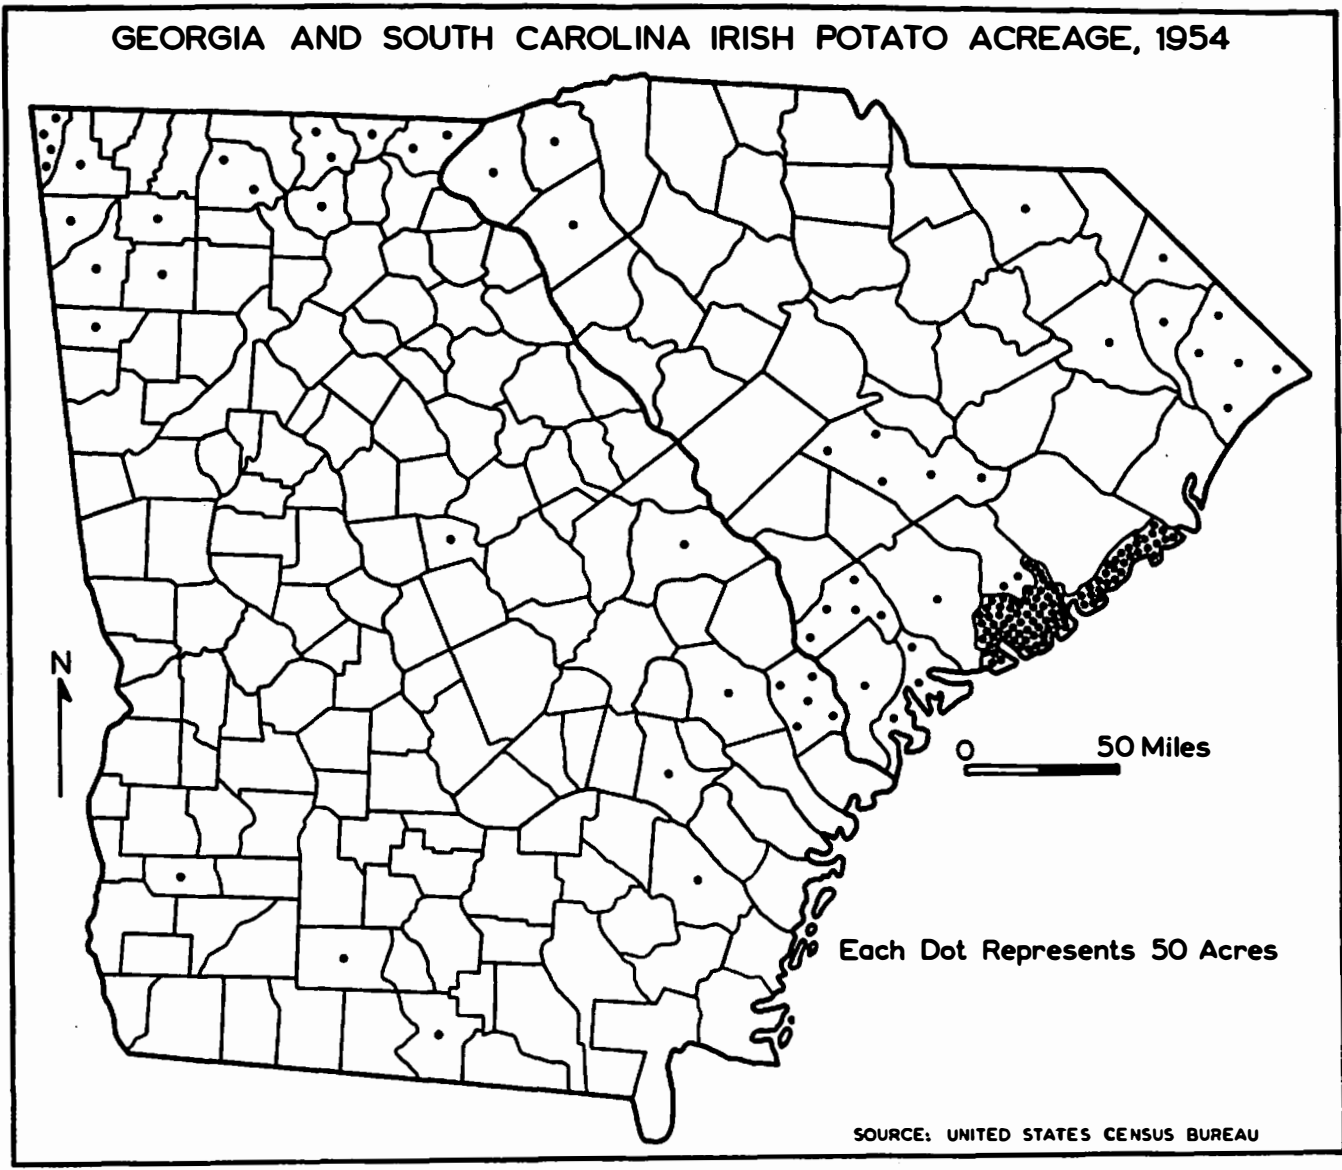 GEORGIA AND SOUTH CAROLINA IRISH POTATO ACREAGE, 1954
N
0 50 Miles
Each Dot Represents 50 Acres
SOURCE: UNITED STATES CENSUS BUREAU